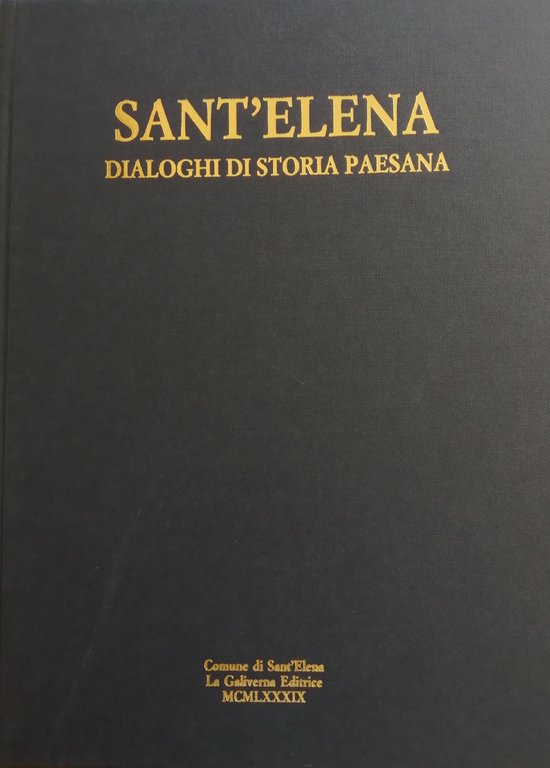 SANT'ELENA
DIALOGHI DI STORIA PAESANA
Comune di Sant'Elena
La Galiverna Editrice
MCMLXXXIX